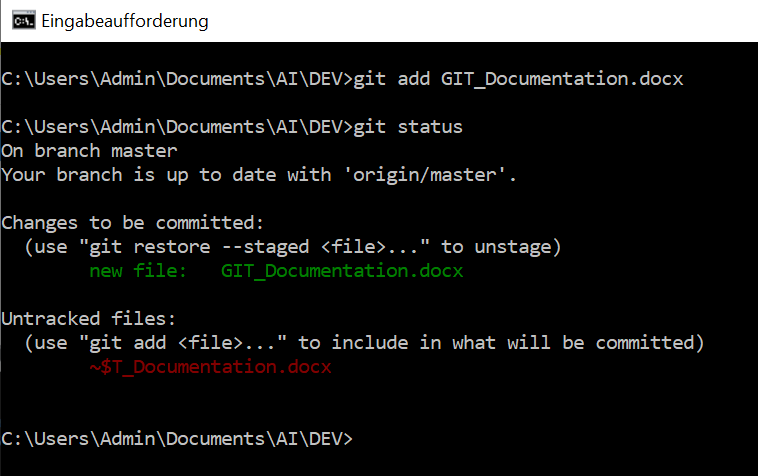 Eingabeaufforderung
C:\Users\Admin\Documents\AI\DEV>git add GIT_Documentation.docx
C:\Users\Admin\Documents\AI\DEV>git status
On branch master
Your branch is up to date with 'origin/master'.
Changes to be committed:
  (use "git restore --staged <file>..." to unstage)
        new file:   GIT_Documentation.docx
Untracked files:
  (use "git add <file>..." to include in what will be committed)
        ~$T_Documentation.docx
C:\Users\Admin\Documents\AI\DEV>